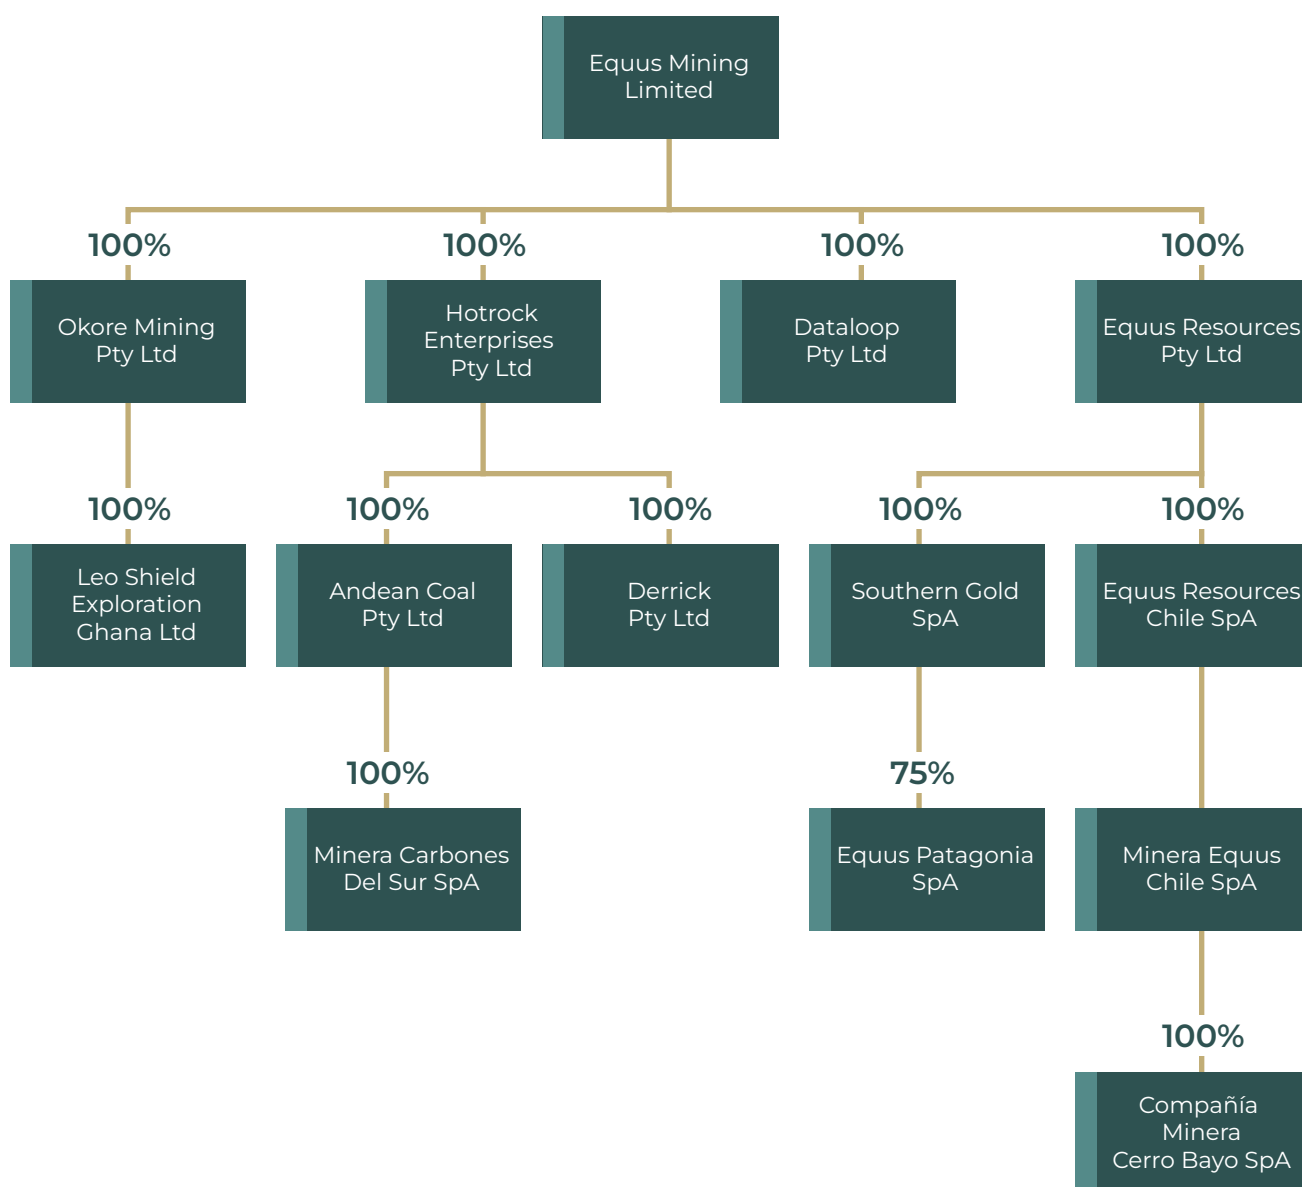 Equus Mining
Limited
100%
100%
100%
100%
Okore Mining
Pty Ltd
Hotrock
Enterprises
Pty Ltd
Dataloop
Pty Ltd
Equus Resources
Pty Ltd
100%
100%
100%
100%
100%
Leo Shield
Exploration
Ghana Ltd
Andean Coal
Pty Ltd
Derrick
Pty Ltd
Southern Gold
SpA
Equus Resources
Chile SpA
100%
75%
Minera Carbones
Del Sur SpA
Equus Patagonia
SpA
Minera Equus
Chile SpA
100%
Compañía
Minera
Cerro Bayo SpA